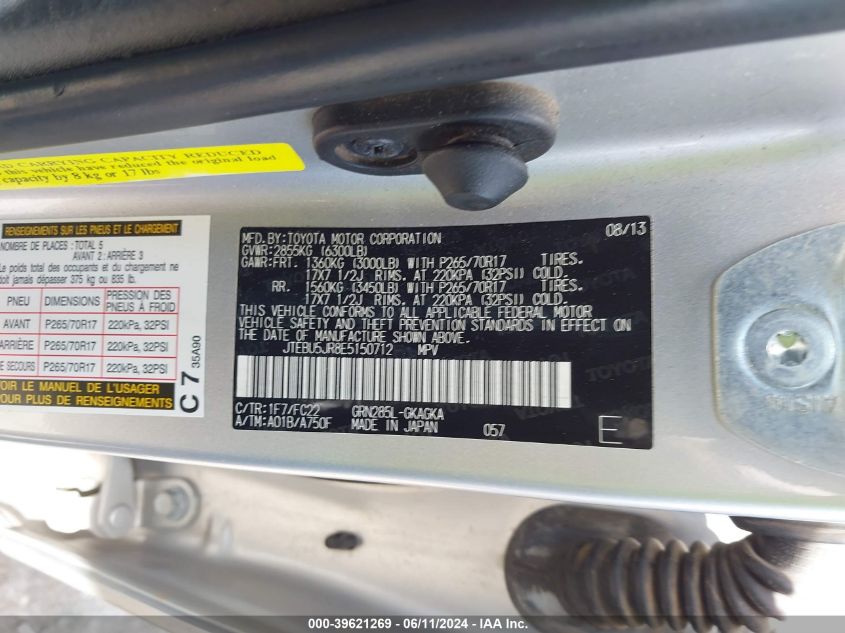 CARRYING CAPACITY REDUCED
this vehicle have reduced the original load
capacity by 8 kg or 17 lbs
RENSEIGNEMENTS SUR LES PNEUS ET LE CHARGEMENT
NOMBRE DE PLACES : TOTAL 5
AVANT 2 : ARRIÈRE 3
Le poids total des occupants et du chargement ne
doit jamais dépasser 375 kg ou 835 lb.
PNEU DIMENSIONS PRESSION DES PNEUS À FROID
AVANT P265/70R17 220kPa, 32PSI
ARRIÈRE P265/70R17 220kPa, 32PSI
DE SECOURS P265/70R17 220kPa, 32PSI
VOIR LE MANUEL DE L'USAGER
POUR PLUS DE RENSEIGNEMENTS
C 7 35A90
08/13
MFD.BY:TOYOTA MOTOR CORPORATION
GVWR:2855KG (6300LB)
GAWR:FRT. 1360KG (3000LB) WITH P265/70R17 TIRES.
17X7 1/2J RIMS. AT 220KPA (32PSI) COLD.
RR. 1560KG (3450LB) WITH P265/70R17 TIRES.
17X7 1/2J RIMS. AT 220KPA (32PSI) COLD.
THIS VEHICLE CONFORMS TO ALL APPLICABLE FEDERAL MOTOR
VEHICLE SAFETY AND THEFT PREVENTION STANDARDS IN EFFECT ON
THE DATE OF MANUFACTURE SHOWN ABOVE.
JTEBU5JR8E5150712 MPV
C/TR:1F7/FC22 GRN285L-GKAGKA
A/TM:A01B/A750F MADE IN JAPAN 057
E
000-39621269 - 06/11/2024 - IAA Inc.